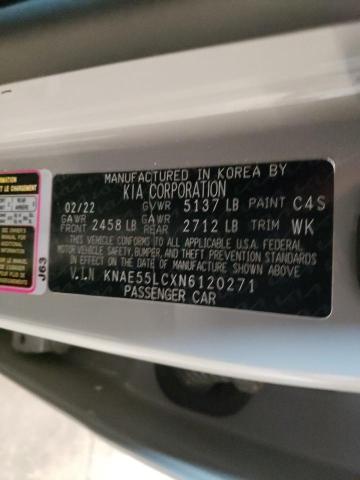 MANUFACTURED IN KOREA BY
KIA CORPORATION
02/22 GVWR 5137 LB PAINT C4S
GAWR GAWR
FRONT 2458 LB REAR 2712 LB TRIM WK
THIS VEHICLE CONFORMS TO ALL APPLICABLE U.S.A. FEDERAL
MOTOR VEHICLE SAFETY, BUMPER, AND THEFT PREVENTION STANDARDS
IN EFFECT ON THE DATE OF MANUFACTURE SHOWN ABOVE.
V.I.N KNAE55LCXN6120271
PASSENGER CAR
J63